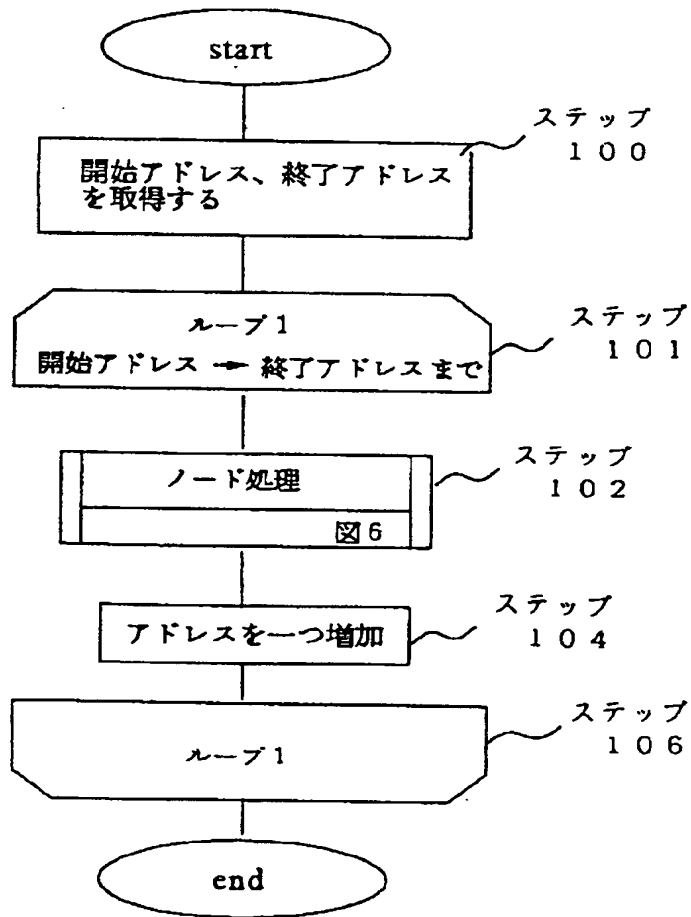 start
ステップ
100
開始アドレス、終了アドレス
を取得する
ループ1
開始アドレス → 終了アドレスまで
ステップ
101
ノード処理
図6
ステップ
102
アドレスを一つ増加
ステップ
104
ループ1
ステップ
106
end